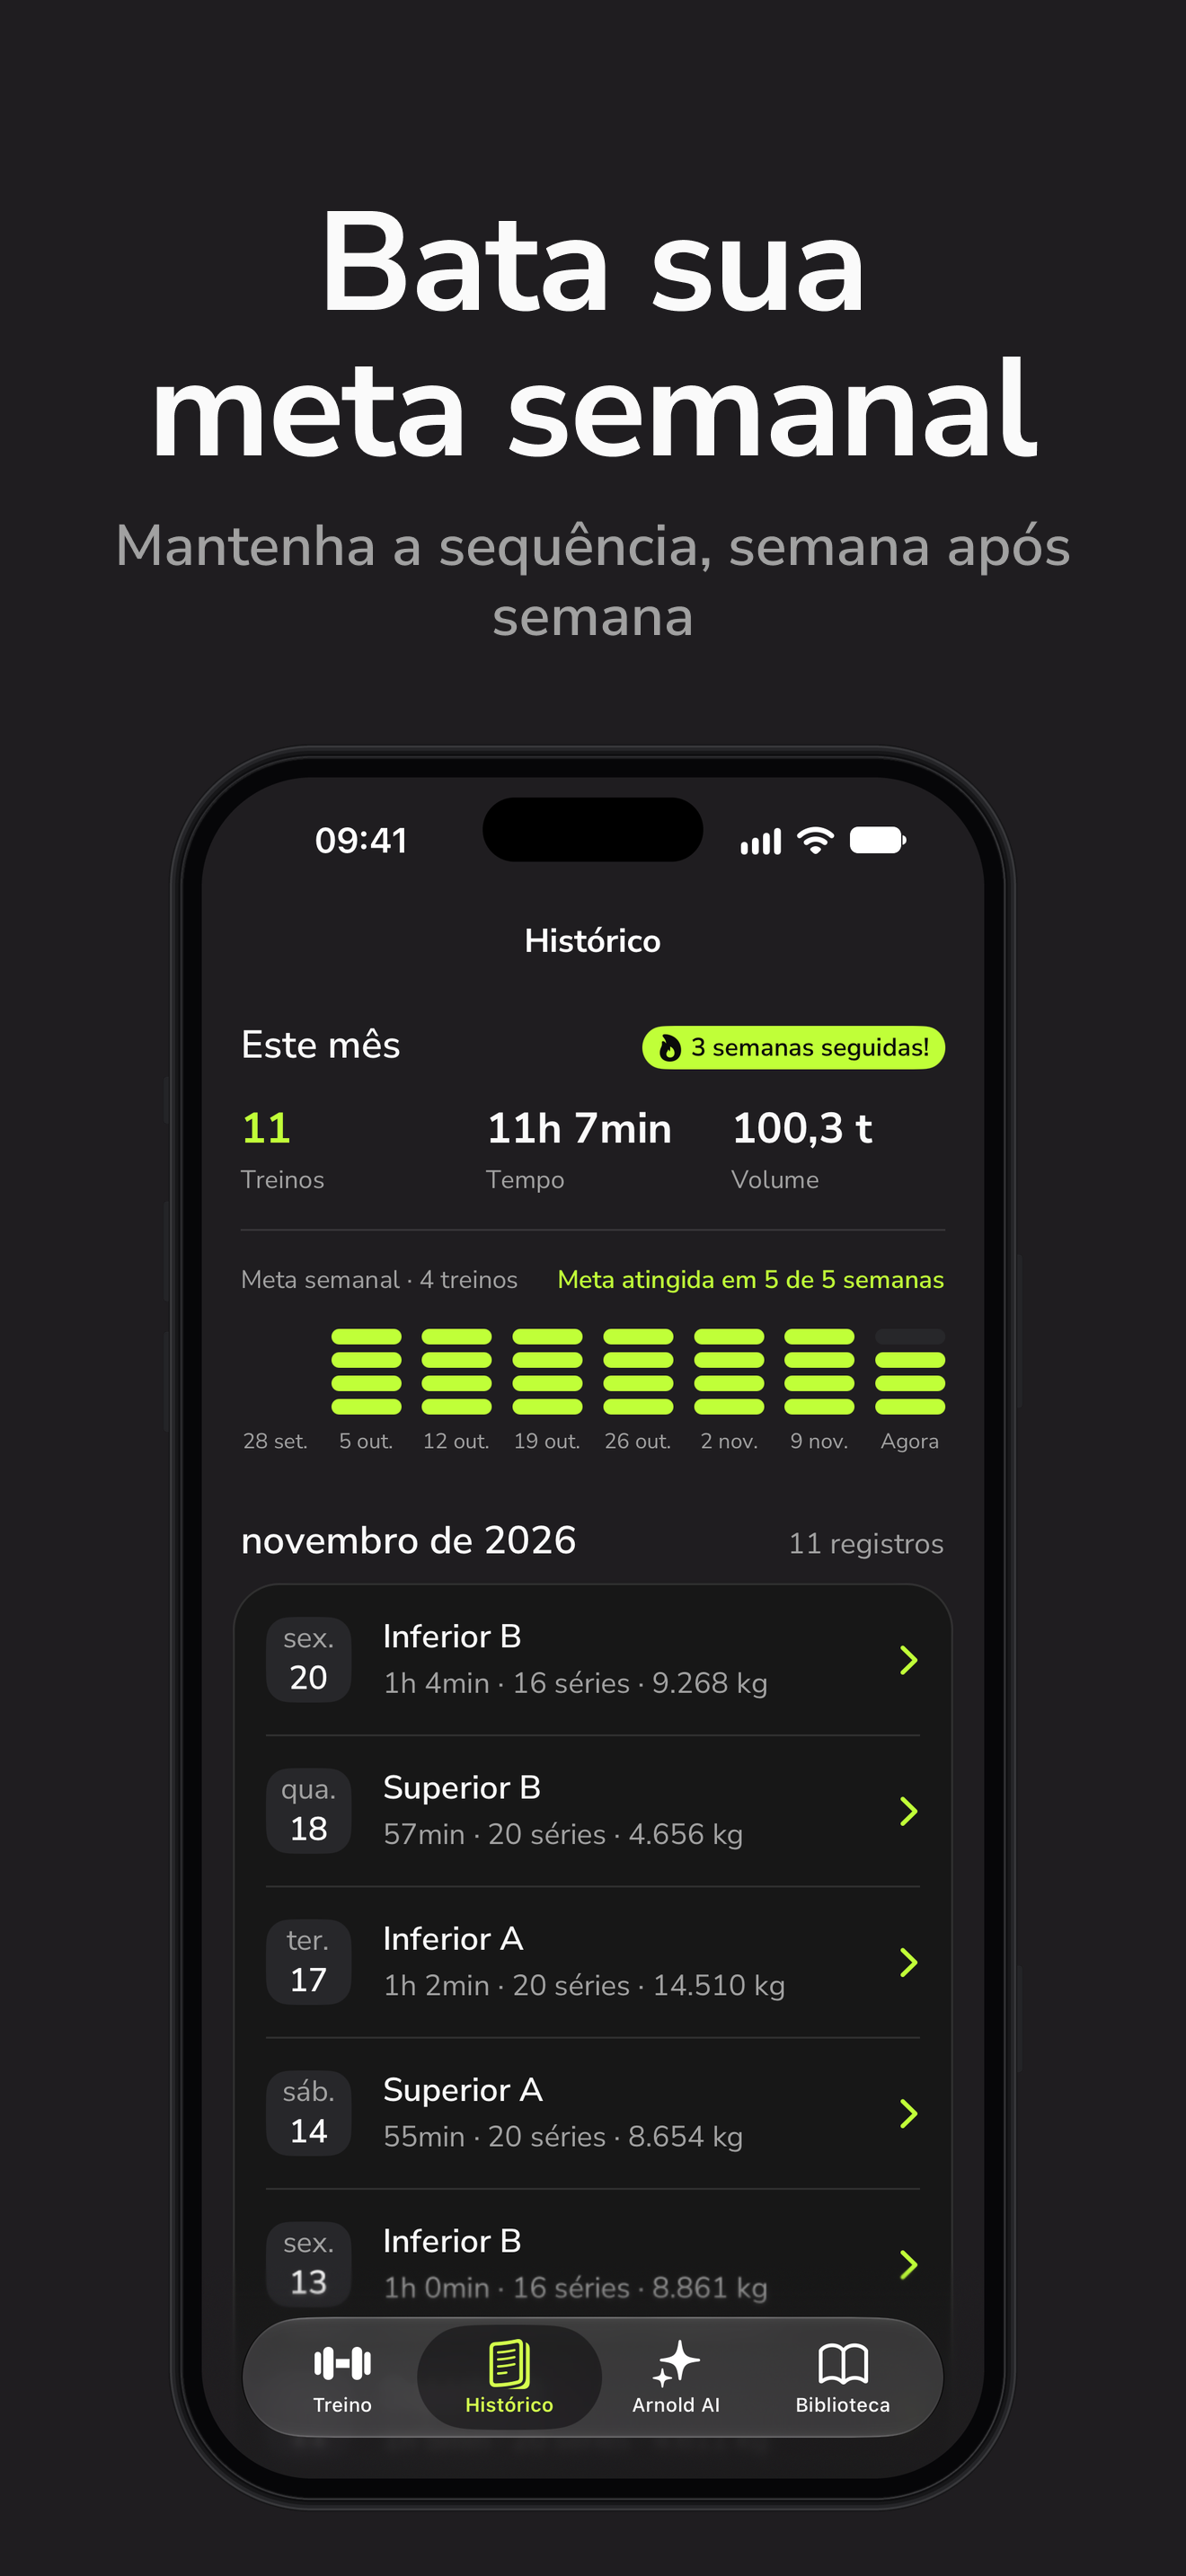 Bata sua
meta semanal
Mantenha a sequência, semana após
semana
09:41
Histórico
Este mês
3 semanas seguidas!
11
11h 7min
100,3 t
Treinos
Tempo
Volume
Meta semanal · 4 treinos
Meta atingida em 5 de 5 semanas
28 set.
5 out.
12 out.
19 out.
26 out.
2 nov.
9 nov.
Agora
novembro de 2026
11 registros
sex.
20
Inferior B
1h 4min · 16 séries · 9.268 kg
qua.
18
Superior B
57min · 20 séries · 4.656 kg
ter.
17
Inferior A
1h 2min · 20 séries · 14.510 kg
sáb.
14
Superior A
55min · 20 séries · 8.654 kg
sex.
13
Inferior B
1h 0min · 16 séries · 8.861 kg
Treino
Histórico
Arnold AI
Biblioteca